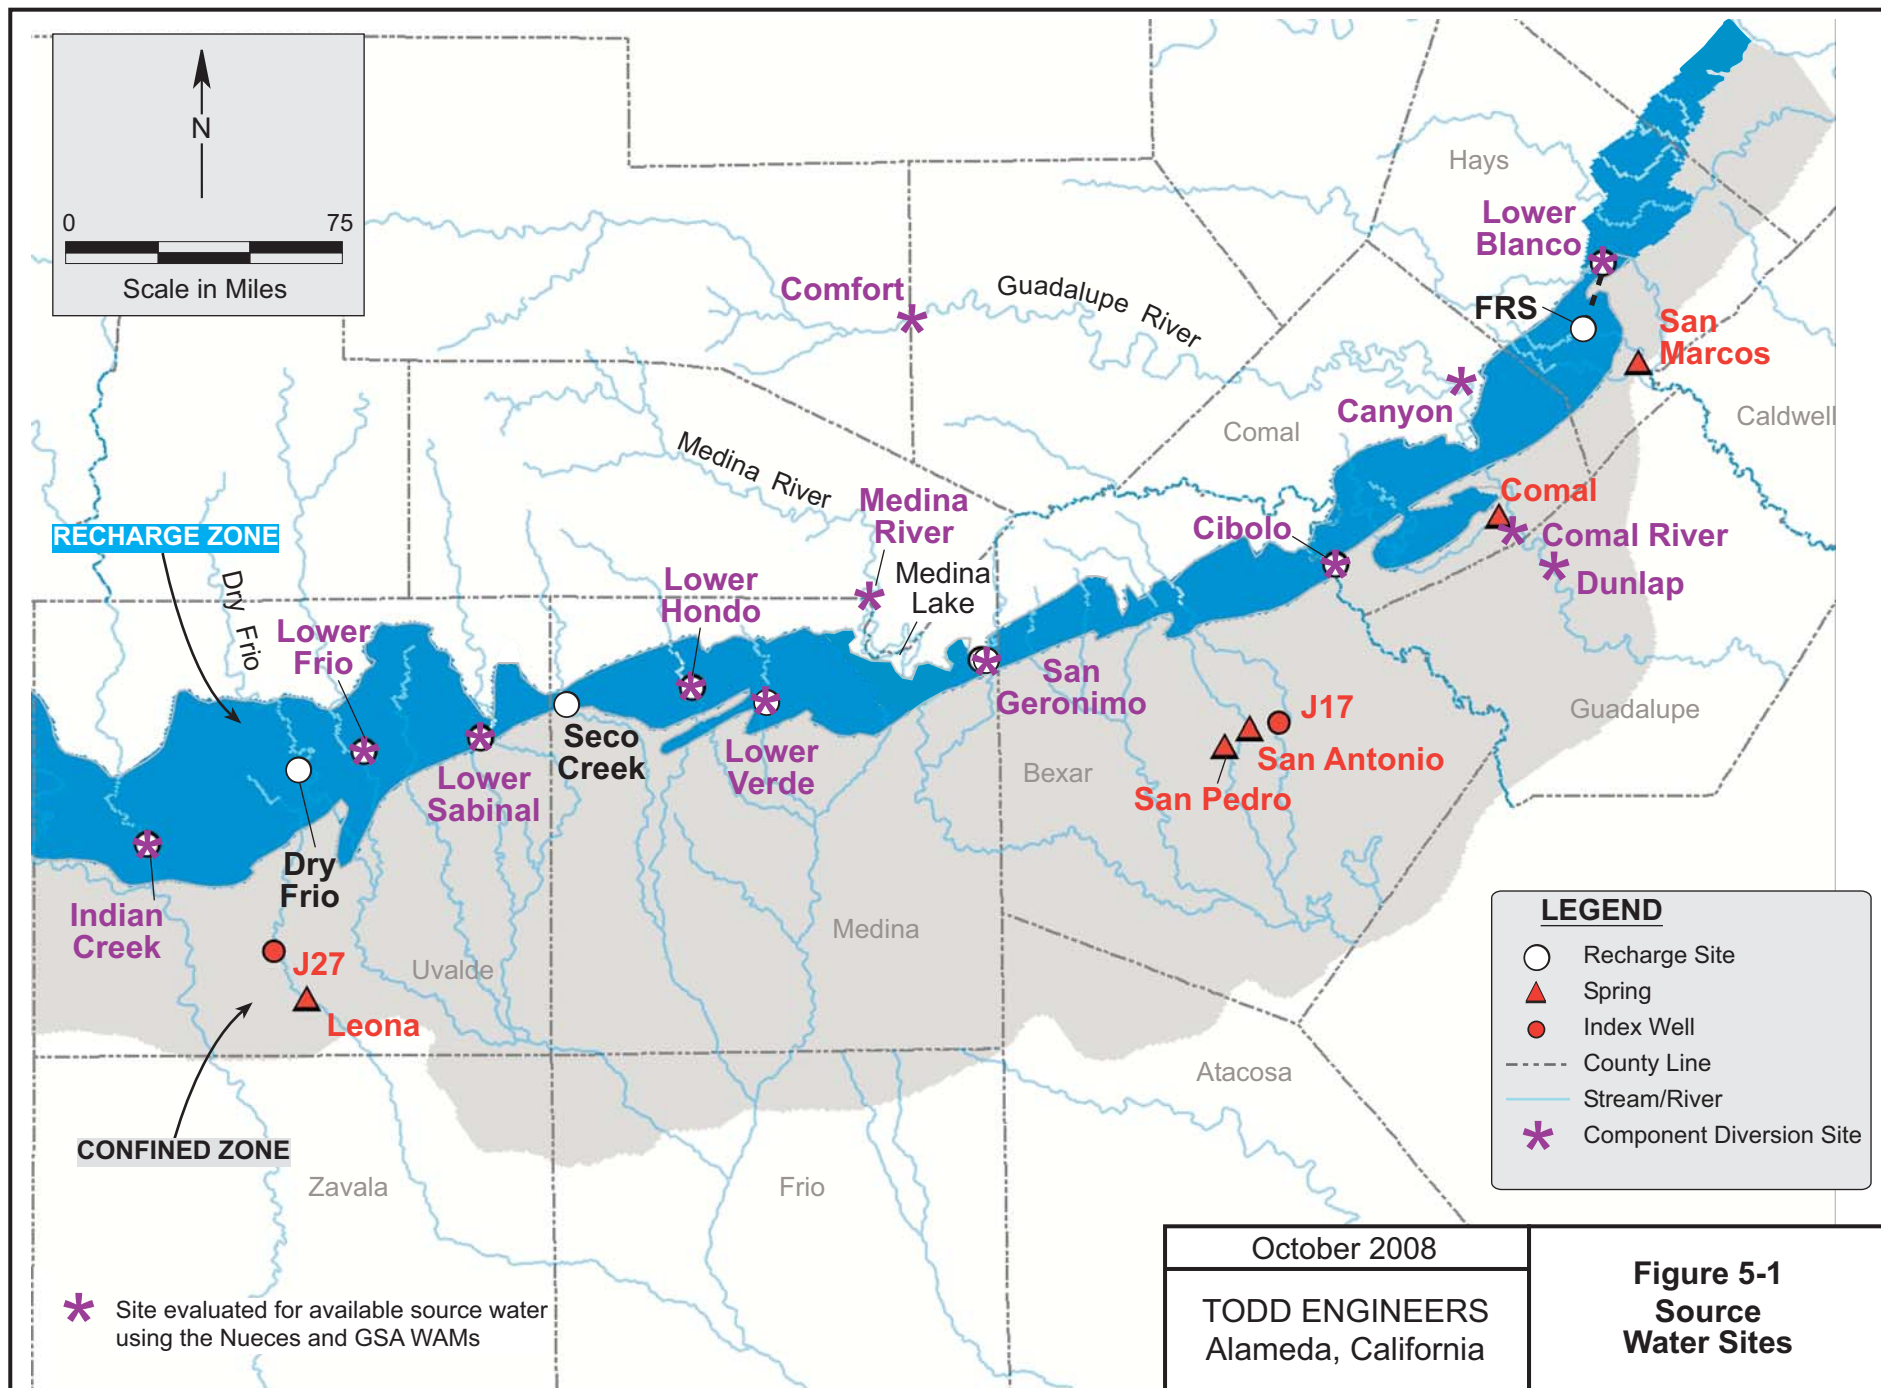 N
0 75
Scale in Miles
Hays
Lower
Blanco
FRS
San
Marcos
Comfort
Guadalupe River
Canyon
Comal
Caldwell
Medina River
Medina
River
Medina
Lake
Cibolo
Comal
Comal River
Dunlap
RECHARGE ZONE
Dry Frio
Lower
Frio
Lower
Hondo
San
Geronimo
Guadalupe
J17
San Antonio
San Pedro
Bexar
Seco
Creek
Lower
Verde
Lower
Sabinal
Dry
Frio
Indian
Creek
J27
Leona
Uvalde
Medina
CONFINED ZONE
Zavala
Frio
Atacosa
LEGEND
Recharge Site
Spring
Index Well
County Line
Stream/River
Component Diversion Site
Site evaluated for available source water
using the Nueces and GSA WAMs
October 2008
TODD ENGINEERS
Alameda, California
Figure 5-1
Source
Water Sites